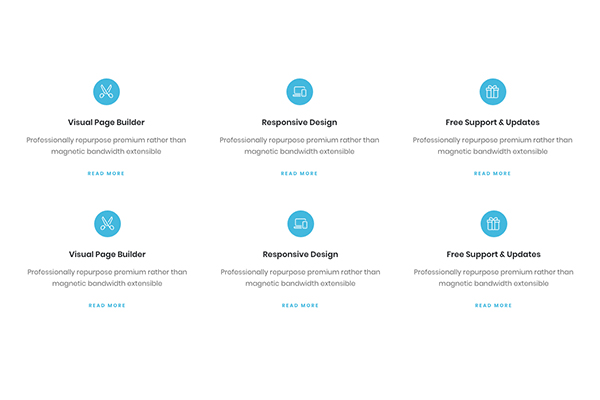 Visual Page Builder
Responsive Design
Free Support & Updates
Professionally repurpose premium rather than
magnetic bandwidth extensible
Professionally repurpose premium rather than
magnetic bandwidth extensible
Professionally repurpose premium rather than
magnetic bandwidth extensible
READ MORE
READ MORE
READ MORE
Visual Page Builder
Responsive Design
Free Support & Updates
Professionally repurpose premium rather than
magnetic bandwidth extensible
Professionally repurpose premium rather than
magnetic bandwidth extensible
Professionally repurpose premium rather than
magnetic bandwidth extensible
READ MORE
READ MORE
READ MORE